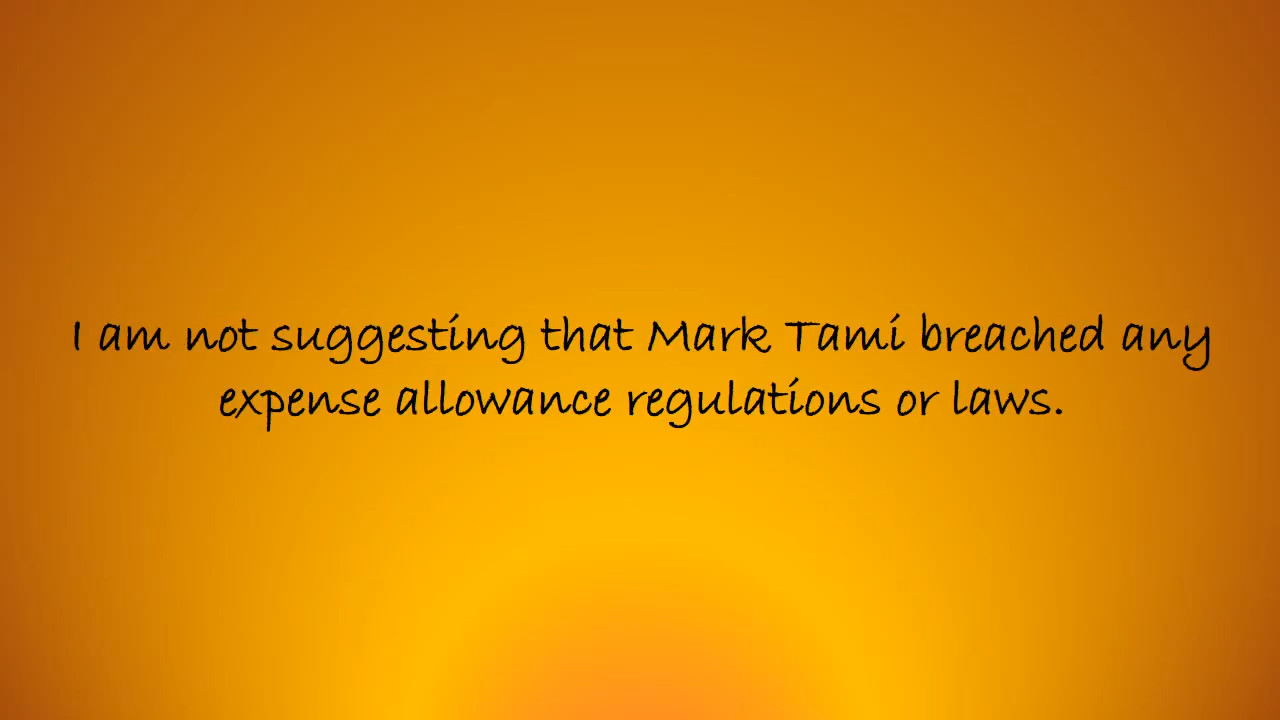 I am not suggesting that Mark Tami breached any
expense allowance regulations or laws.